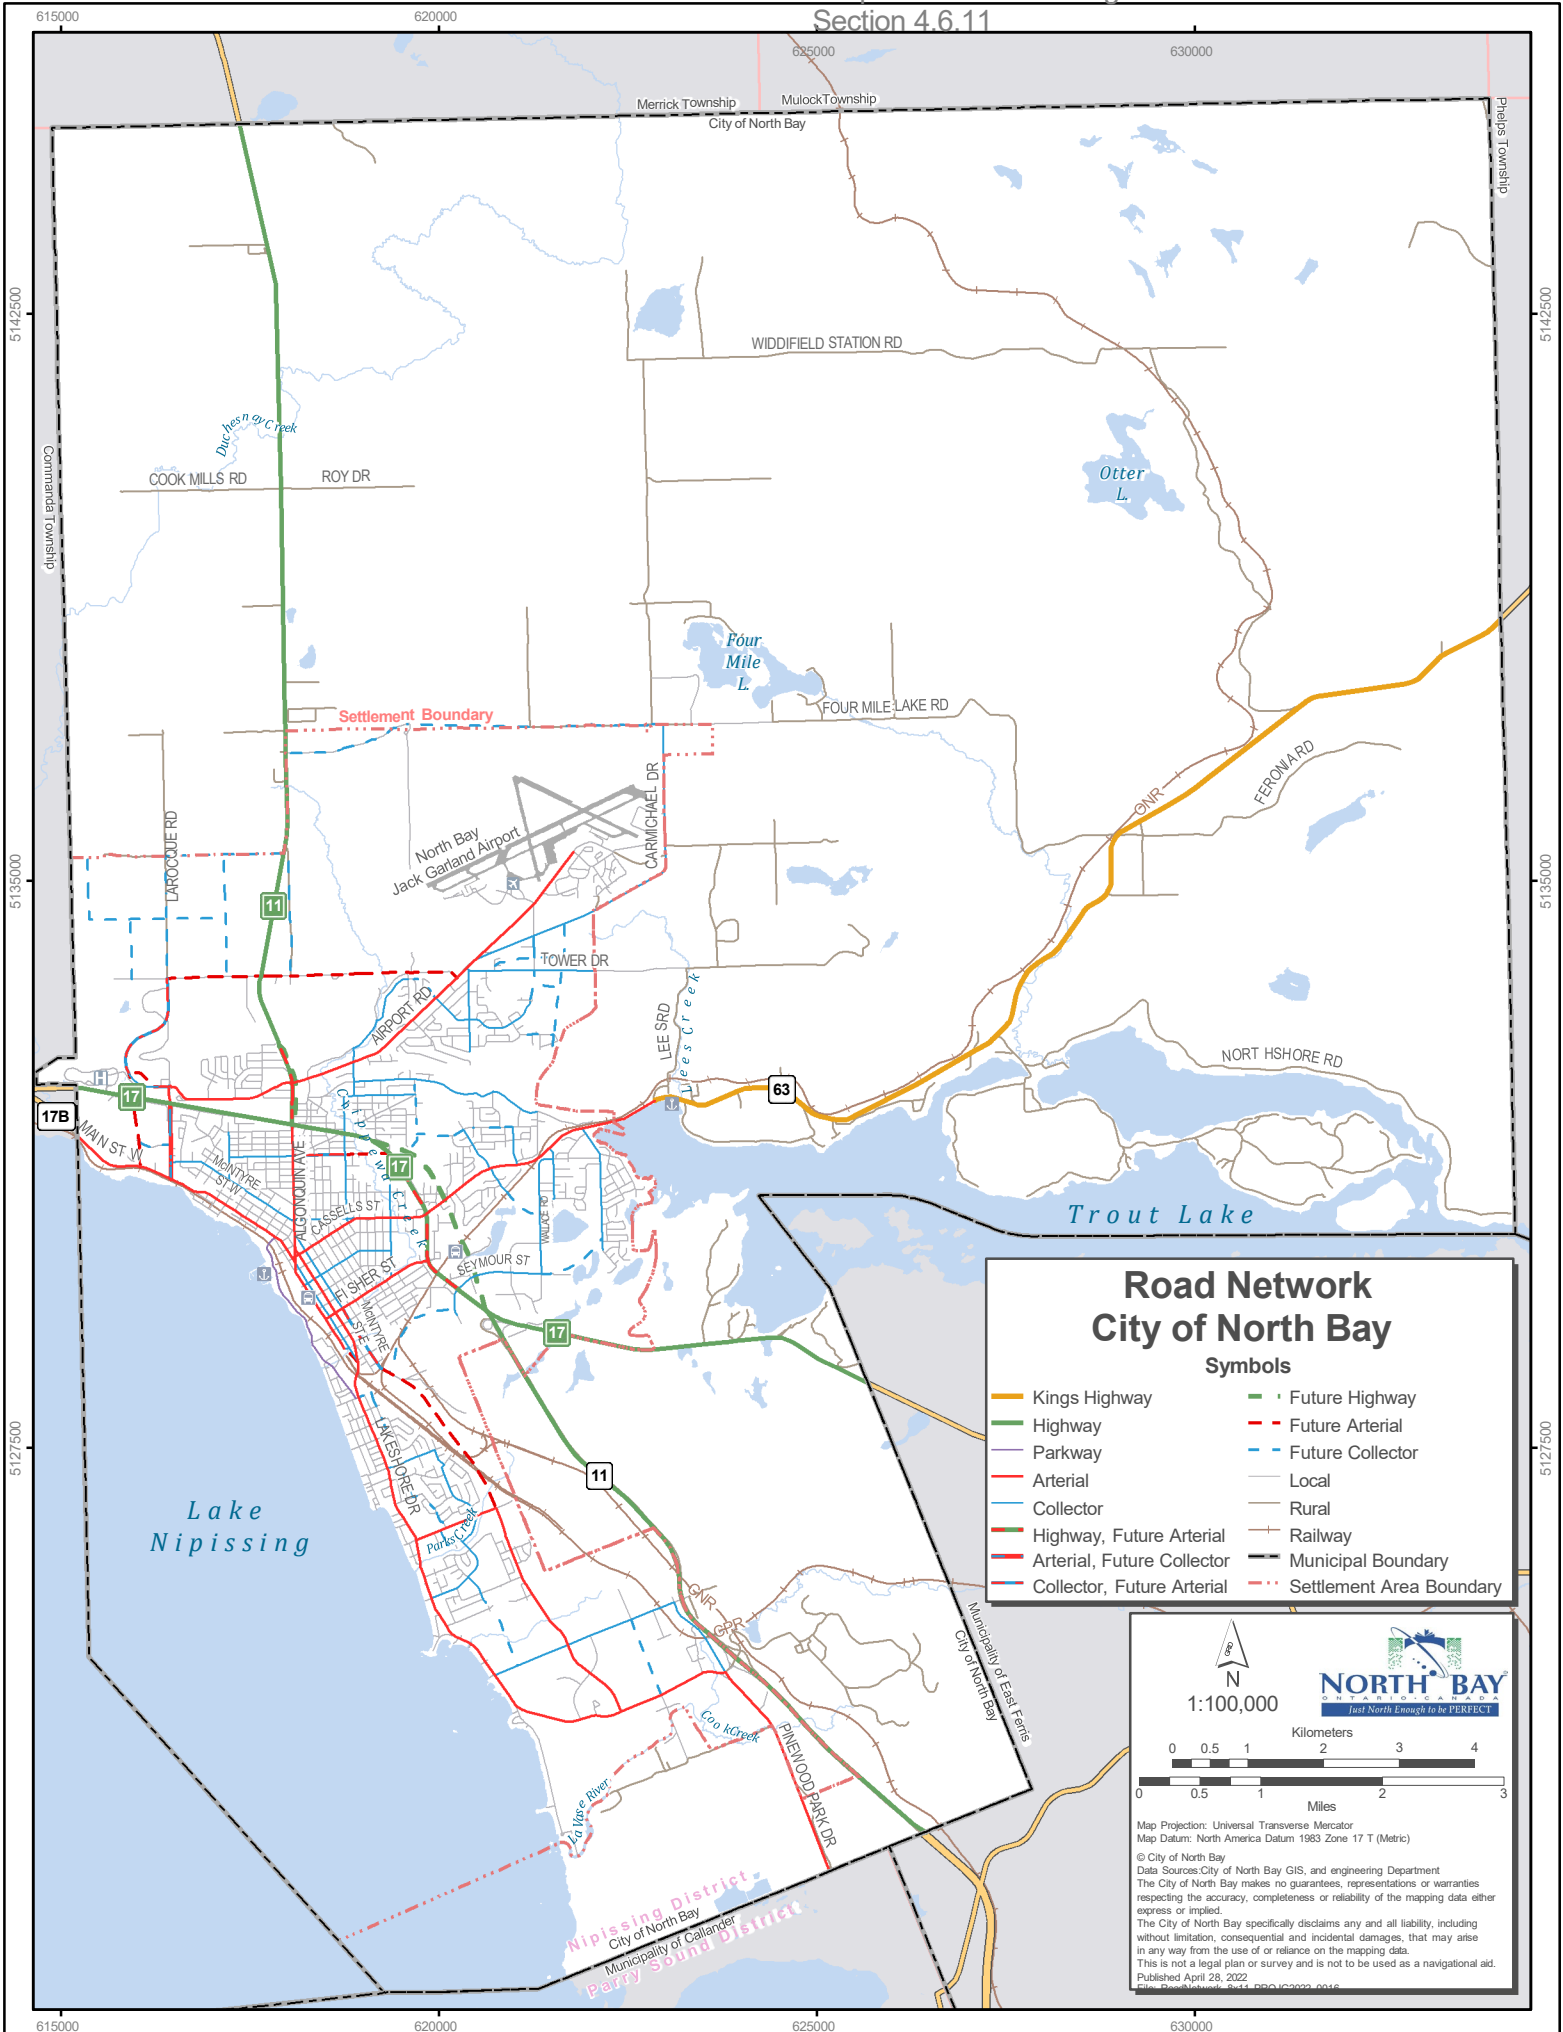 Section 4.6.11
615000
620000
625000
630000
Merrick Township
MulockTownship
City of North Bay
Phelps Township
5142500
5142500
WIDDIFIELD STATION RD
Duchesnay Creek
Commanda Township
COOK MILLS RD
ROY DR
Otter
L.
Four
Mile
L.
FOUR MILE LAKE RD
Settlement Boundary
CARMICHAEL DR
FERONIA RD
ONR
North Bay
Jack Garland Airport
LAROCQUE RD
5135000
5135000
11
TOWER DR
AIRPORT RD
LEE SRD
Lees Creek
NORT HSHORE RD
H
17
63
17B
MAIN ST W
Chippewa Creek
McINTYRE
ST W
ALGONQUIN AVE
17
CASSELLS ST
WALLACE RD
Trout Lake
SEYMOUR ST
FI SHER ST
McINTYRE
ST E
17
LAKESHORE DR
11
Parks Creek
5127500
5127500
Lake
Nipissing
GNR
CPR
Municipality of East Ferris
City of North Bay
Coo kCreek
PINEWOOD PARK DR
La Vase River
Nipissing District
City of North Bay
Municipality of Callander
Parry Sound District
Road Network
City of North Bay
Symbols
Kings Highway
Highway
Parkway
Arterial
Collector
Highway, Future Arterial
Arterial, Future Collector
Collector, Future Arterial
Future Highway
Future Arterial
Future Collector
Local
Rural
Railway
Municipal Boundary
Settlement Area Boundary
GRID
N
1:100,000
NORTH BAY
ONTARIO • CANADA
Just North Enough to be PERFECT
Kilometers
0 0.5 1 2 3 4
0 0.5 1 2 3
Miles
Map Projection: Universal Transverse Mercator
Map Datum: North America Datum 1983 Zone 17 T (Metric)
© City of North Bay
Data Sources:City of North Bay GIS, and engineering Department
The City of North Bay makes no guarantees, representations or warranties
respecting the accuracy, completeness or reliability of the mapping data either
express or implied.
The City of North Bay specifically disclaims any and all liability, including
without limitation, consequential and incidental damages, that may arise
in any way from the use of or reliance on the mapping data.
This is not a legal plan or survey and is not to be used as a navigational aid.
Published April 28, 2022
615000
620000
625000
630000